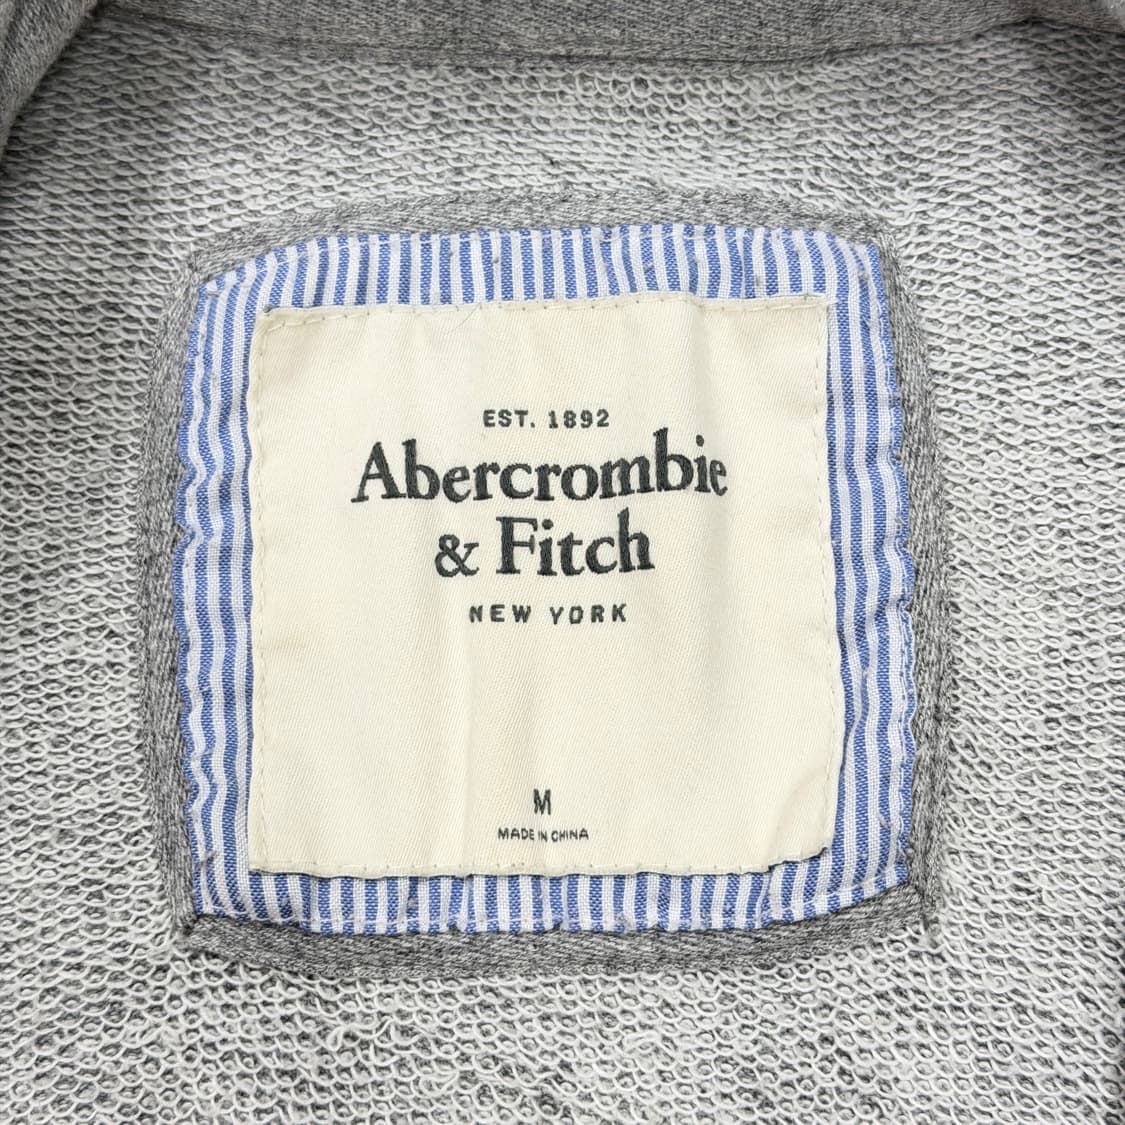 EST. 1892
Abercrombie
& Fitch
NEW YORK
M
MADE IN CHINA